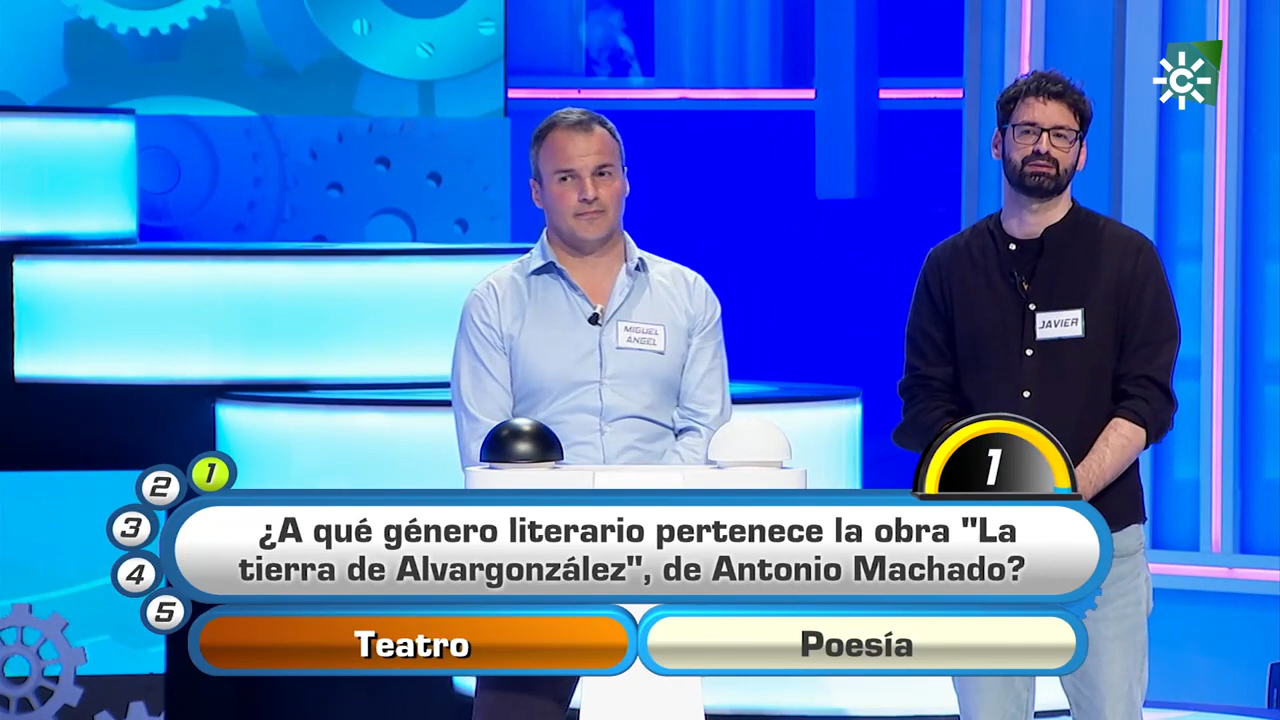 MIGUEL
ANGEL
JAVIER
1
1
2
3
4
5
¿A qué género literario pertenece la obra "La
tierra de Alvargonzález", de Antonio Machado?
Teatro
Poesía
C